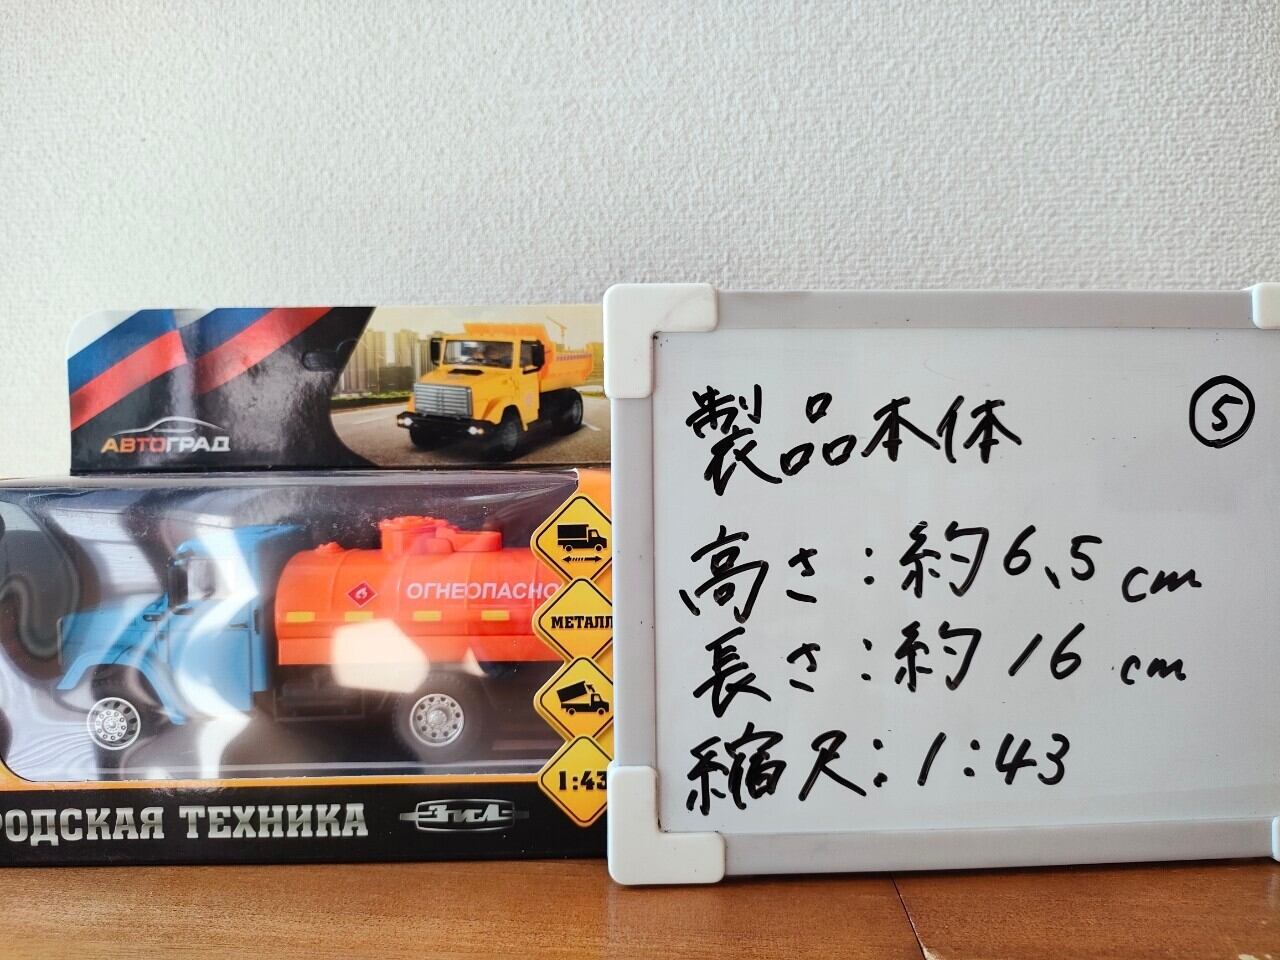 АВТОГРАД
ОГНЕОПАСНО
МЕТАЛЛ
1:43
РОДСКАЯ ТЕХНИКА
ЗиЛ
⑤
製品本体
高さ:約6.5cm
長さ:約16cm
縮尺:1:43